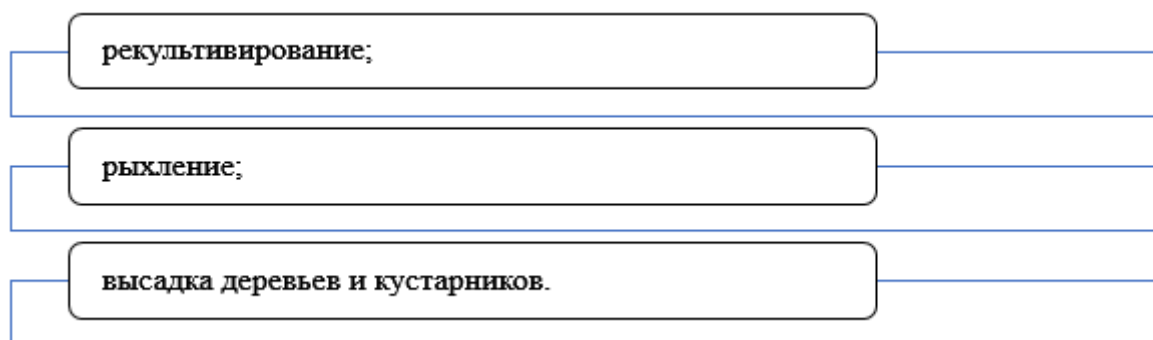 рекультивирование;
рыхление;
высадка деревьев и кустарников.